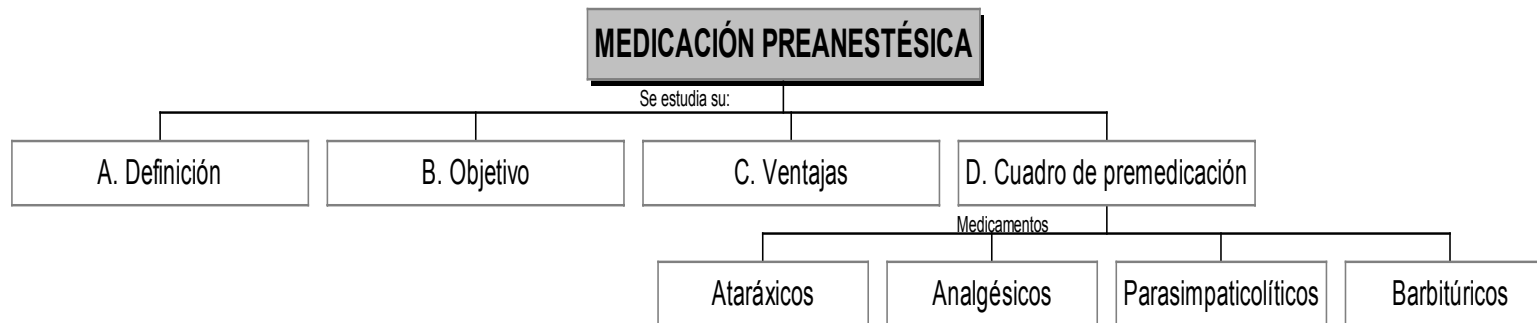 MEDICACIÓN PREANESTÉSICA
Se estudia su:
A. Definición
B. Objetivo
C. Ventajas
D. Cuadro de premedicación
Medicamentos
Ataráxicos
Analgésicos
Parasimpaticolíticos
Barbitúricos